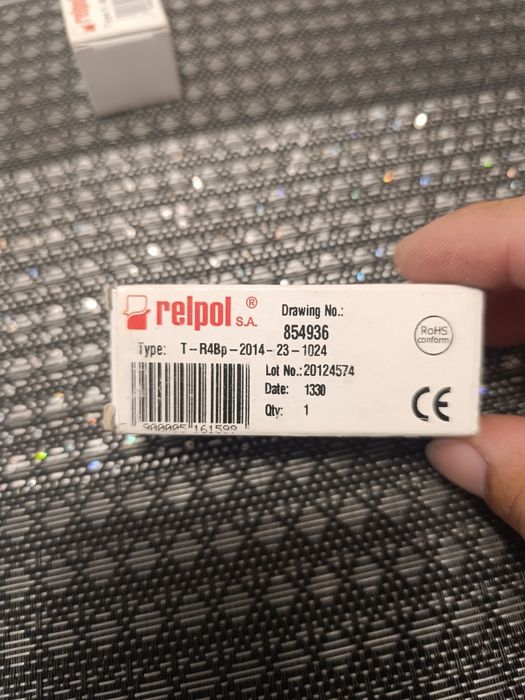 relpol ® S.A.
Drawing No.:
854936
RoHS
conform
Type: T-R4Bp-2014-23-1024
Lot No.: 20124574
Date: 1330
Qty: 1
CE
relpol